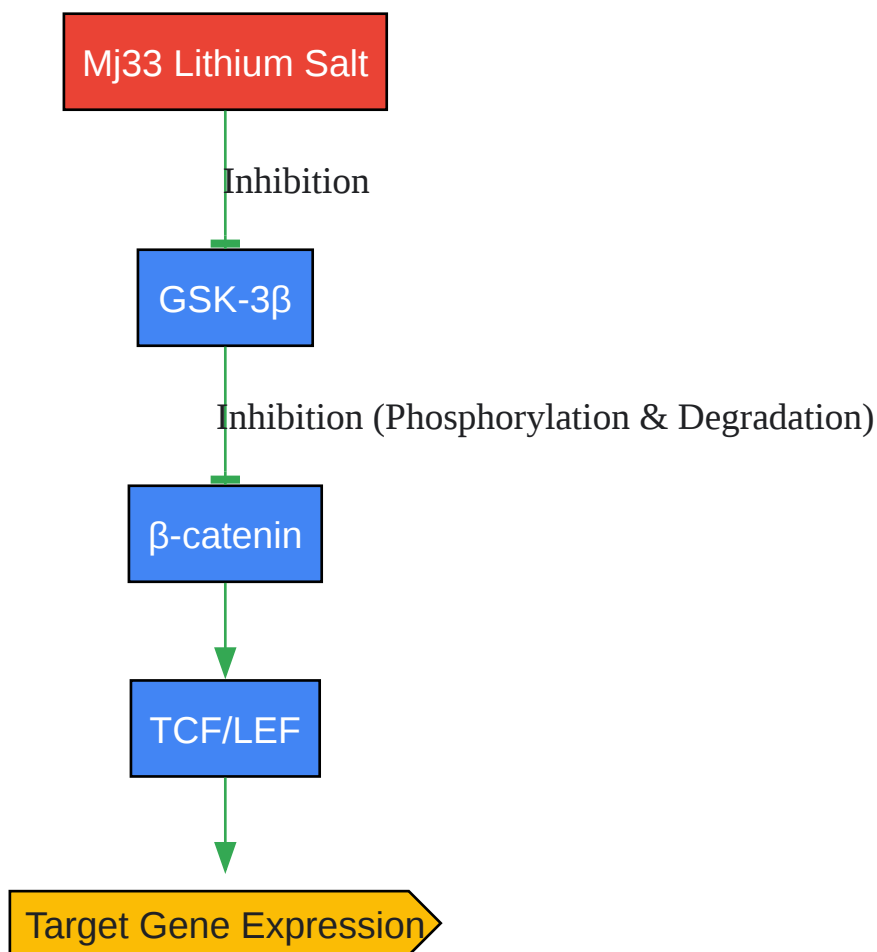 Mj33 Lithium Salt
Inhibition
GSK-3β
Inhibition (Phosphorylation & Degradation)
β-catenin
TCF/LEF
Target Gene Expression